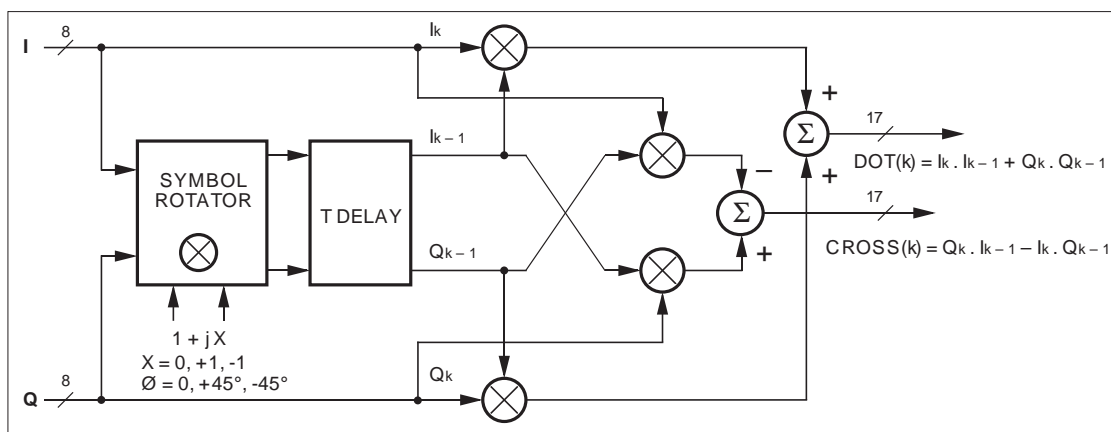 8
I
Ik
+
17
Σ
DOT(k) = Ik . Ik-1 + Qk . Qk-1
+
Ik – 1
SYMBOL
ROTATOR
T DELAY
–
17
Σ
CROSS(k) = Qk . Ik-1 – Ik . Qk-1
+
Qk – 1
1 + j X
X = 0, +1, -1
Ø = 0, +45°, -45°
8
Q
Qk